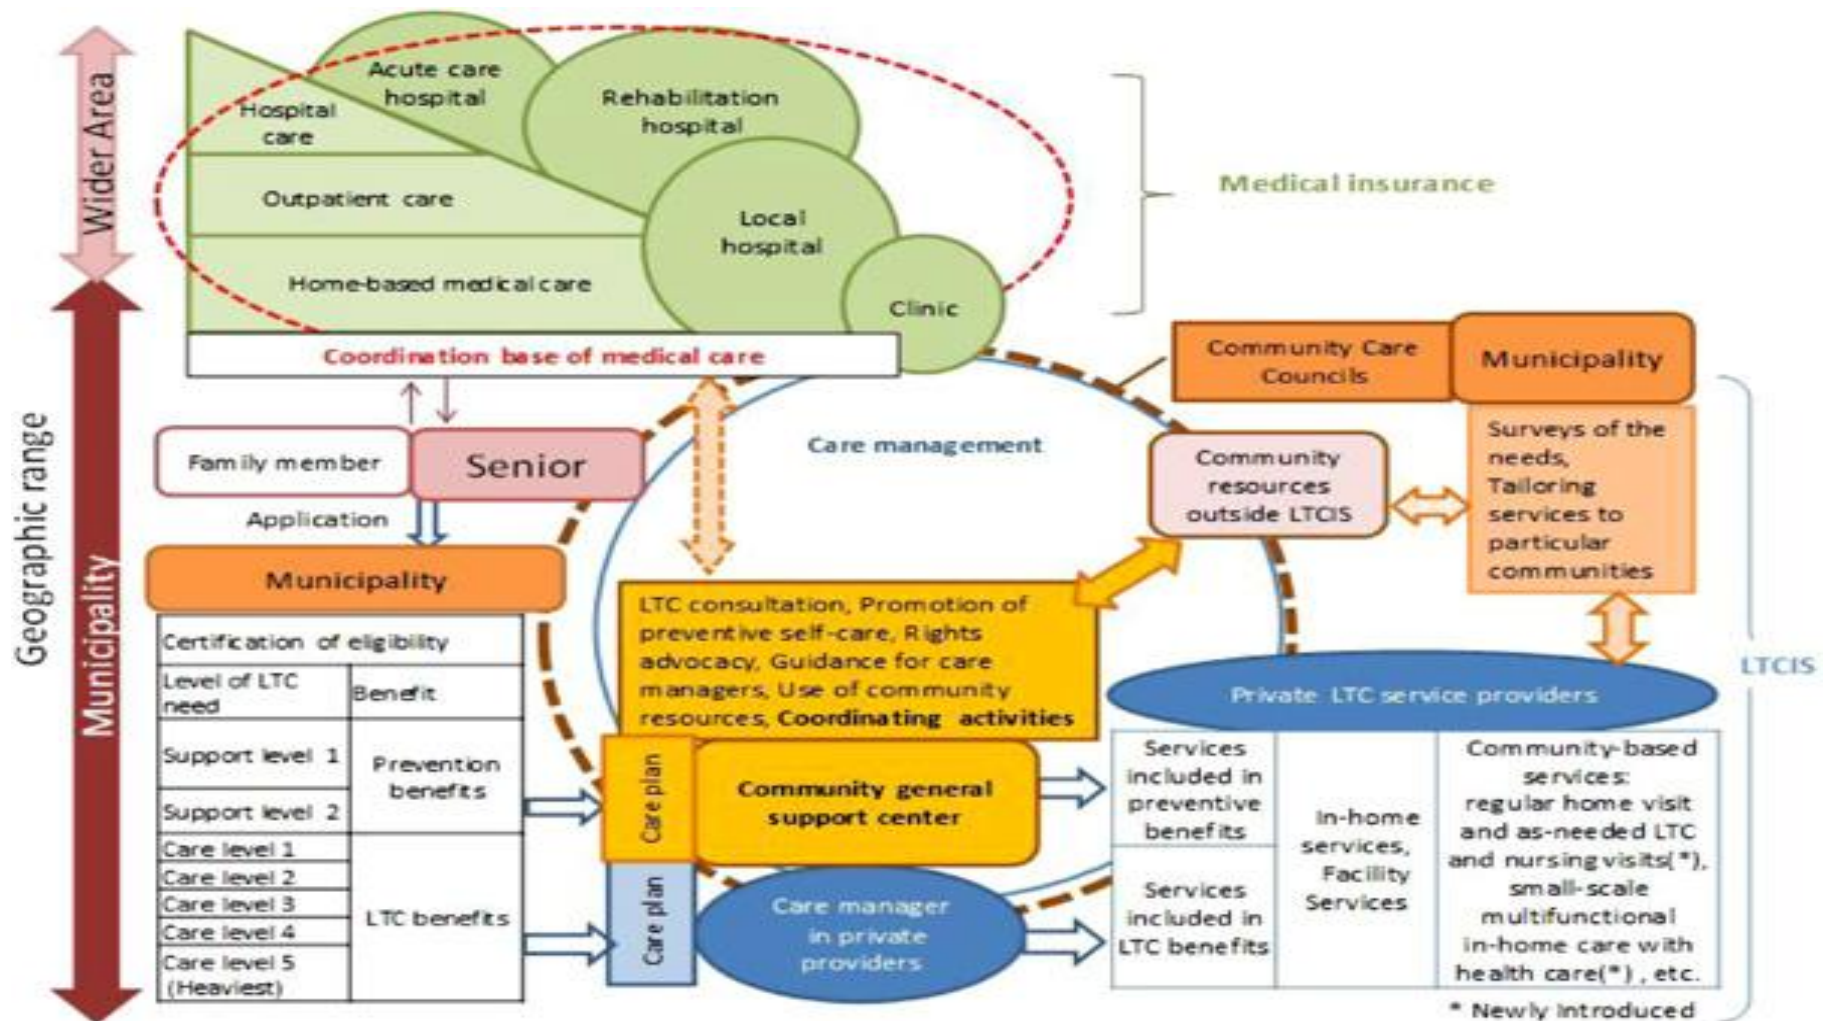 Geographic range
Wider Area
Municipality
Acute care
hospital
Rehabilitation
hospital
Hospital
care
Outpatient care
Local
hospital
Home-based medical care
Clinic
Medical insurance
Coordination base of medical care
Community Care
Councils
Municipality
Family member
Senior
Application
Care management
Community
resources
outside LTCIS
Surveys of the
needs,
Tailoring
services to
particular
communities
LTCIS
Municipality
Certification of eligibility
Level of LTC
need
Benefit
Support level 1
Support level 2
Prevention
benefits
Care level 1
Care level 2
Care level 3
Care level 4
Care level 5
(Heaviest)
LTC benefits
LTC consultation, Promotion of
preventive self-care, Rights
advocacy, Guidance for care
managers, Use of community
resources, Coordinating activities
Care plan
Community general
support center
Care plan
Care manager
in private
providers
Private LTC service providers
Services
included in
preventive
benefits
Services
included in
LTC benefits
In-home
services,
Facility
Services
Community-based
services:
regular home visit
and as-needed LTC
and nursing visits(*),
small-scale
multifunctional
in-home care with
health care(*) , etc.
* Newly Introduced